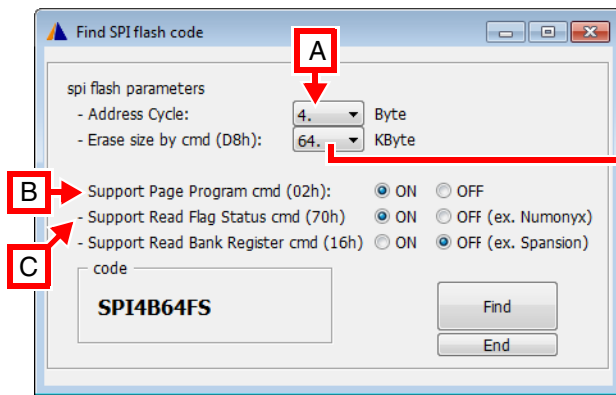 Find SPI flash code
A
spi flash parameters
- Address Cycle: 4. Byte
- Erase size by cmd (D8h): 64. KByte
B
- Support Page Program cmd (02h): ON OFF
- Support Read Flag Status cmd (70h) ON OFF (ex. Numonyx)
- Support Read Bank Register cmd (16h) ON OFF (ex. Spansion)
C
code
SPI4B64FS
Find
End